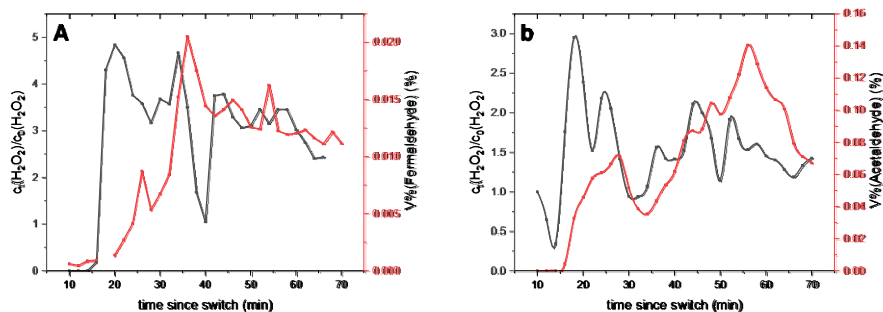 A
5
4
3
2
1
0
c₁(H₂O₂)/c₀(H₂O₂)
0.020
0.015
0.010
0.005
0.000
V%(Formaldehyde) (%)
10 20 30 40 50 60 70
time since switch (min)
b
3.0
2.5
2.0
1.5
1.0
0.5
0.0
c₁(H₂O₂)/c₀(H₂O₂)
0.16
0.14
0.12
0.10
0.08
0.06
0.04
0.02
0.00
V%(Acetaldehyde) (%)
10 20 30 40 50 60 70
time since switch (min)